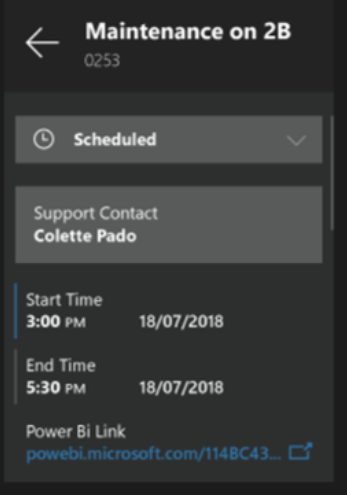 Maintenance on 2B
0253
Scheduled
Support Contact
Colette Pado
Start Time
3:00 PM 18/07/2018
End Time
5:30 PM 18/07/2018
Power Bi Link
powebi.microsoft.com/114BC43...